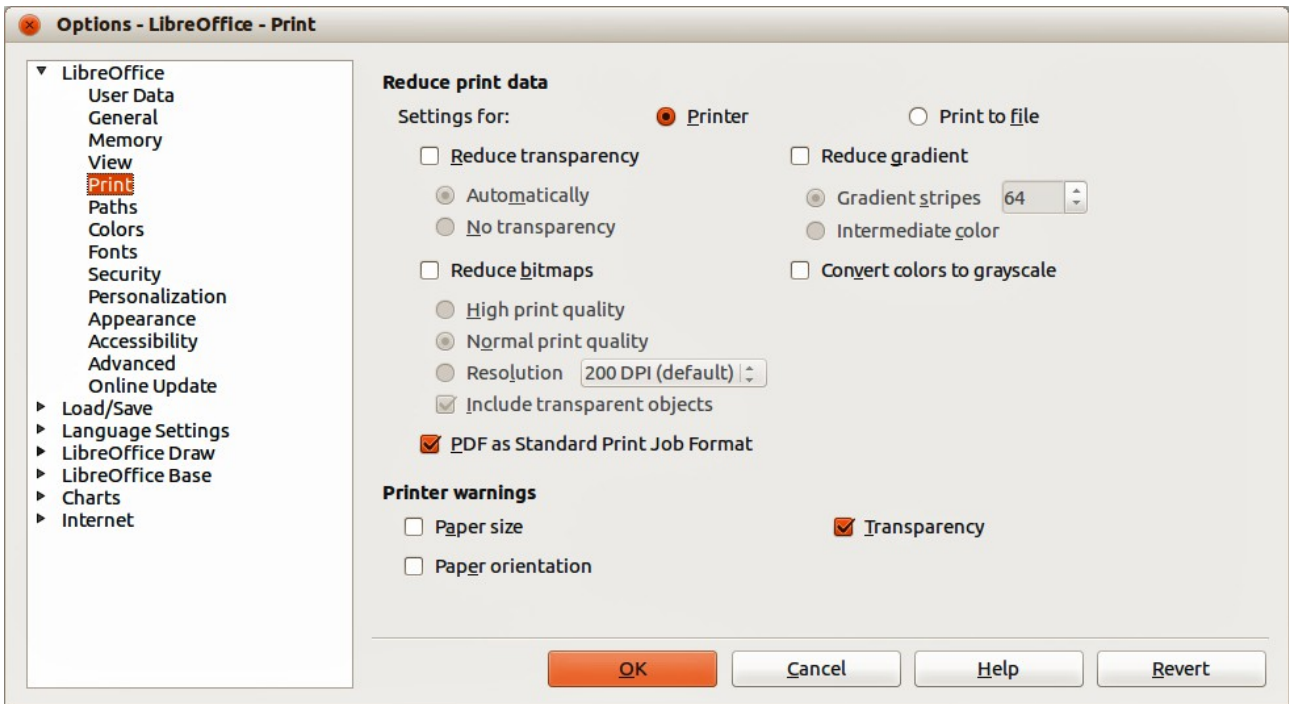 Options - LibreOffice - Print
LibreOffice
User Data
General
Memory
View
Print
Paths
Colors
Fonts
Security
Personalization
Appearance
Accessibility
Advanced
Online Update
Load/Save
Language Settings
LibreOffice Draw
LibreOffice Base
Charts
Internet
Reduce print data
Settings for: Printer Print to file
Reduce transparency Reduce gradient
Automatically Gradient stripes 64
No transparency Intermediate color
Reduce bitmaps Convert colors to grayscale
High print quality
Normal print quality
Resolution 200 DPI (default)
Include transparent objects
PDF as Standard Print Job Format
Printer warnings
Paper size Transparency
Paper orientation
OK Cancel Help Revert